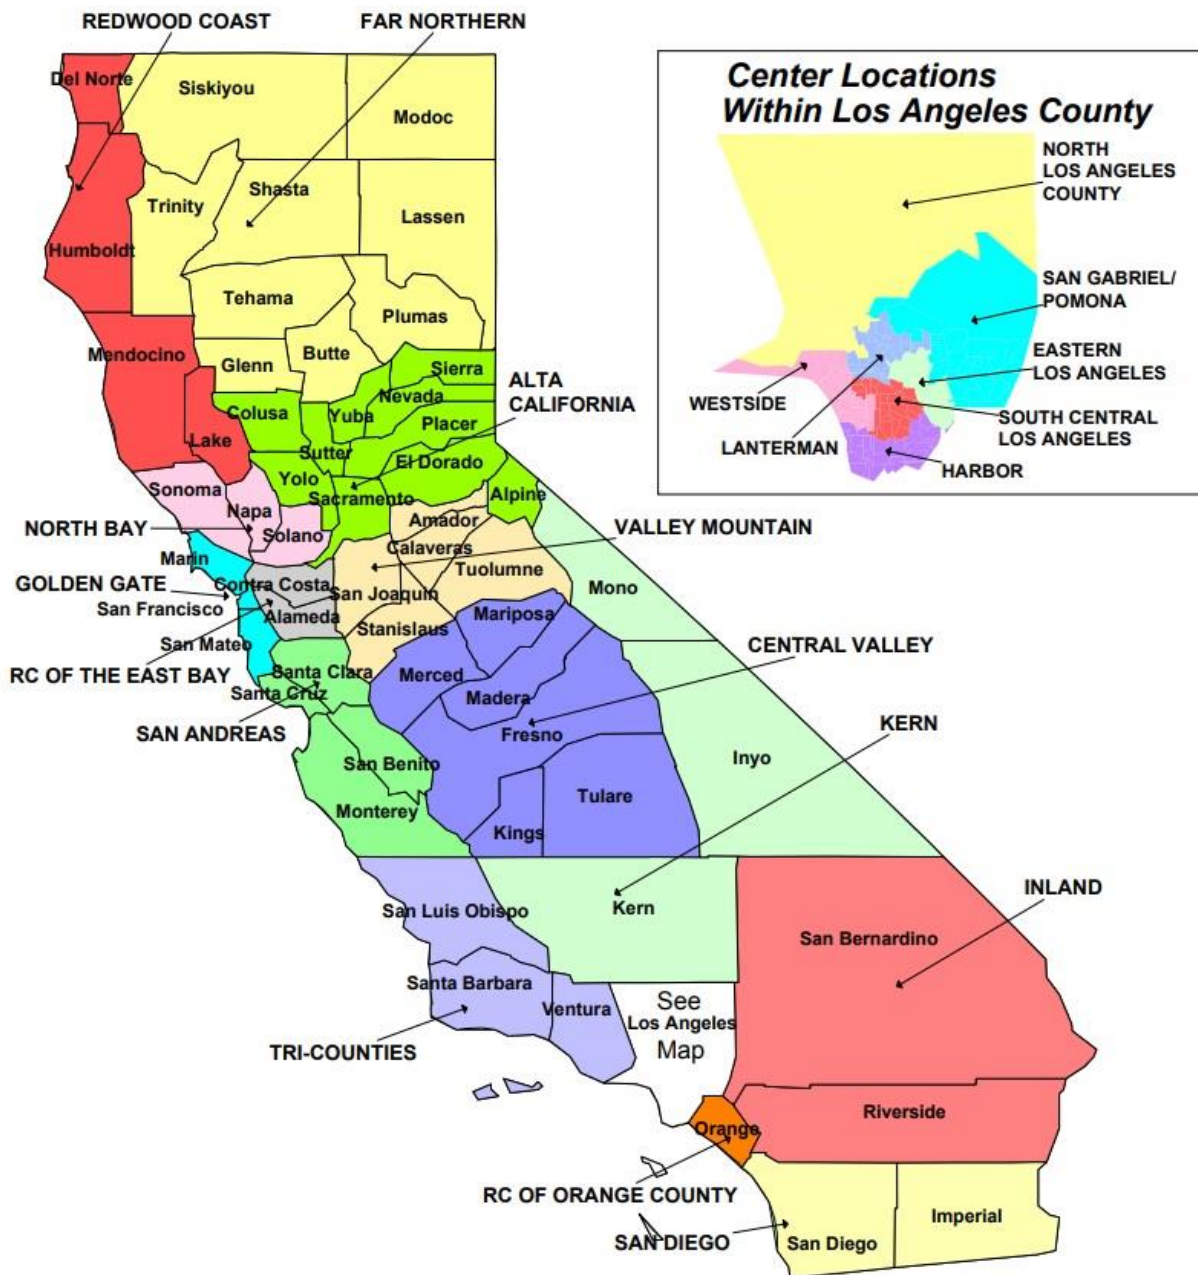 REDWOOD COAST
FAR NORTHERN
Del Norte
Siskiyou
Modoc
Shasta
Trinity
Lassen
Humboldt
Tehama
Plumas
Mendocino
Butte
Glenn
Sierra
Nevada
Colusa
Yuba
Placer
ALTA
CALIFORNIA
Lake
Sutter
El Dorado
Yolo
Sonoma
Sacramento
Alpine
Napa
Amador
NORTH BAY
Solano
VALLEY MOUNTAIN
Calaveras
Marin
Tuolumne
GOLDEN GATE
Contra Costa
San Joaquin
Mono
San Francisco
Alameda
Mariposa
Stanislaus
San Mateo
CENTRAL VALLEY
RC OF THE EAST BAY
Santa Clara
Merced
Santa Cruz
Madera
SAN ANDREAS
Fresno
KERN
San Benito
Inyo
Tulare
Monterey
Kings
INLAND
San Luis Obispo
Kern
San Bernardino
Santa Barbara
Ventura
See
Los Angeles
Map
TRI-COUNTIES
Riverside
Orange
RC OF ORANGE COUNTY
Imperial
SAN DIEGO
San Diego
Center Locations
Within Los Angeles County
NORTH
LOS ANGELES
COUNTY
SAN GABRIEL/
POMONA
EASTERN
LOS ANGELES
WESTSIDE
SOUTH CENTRAL
LOS ANGELES
LANTERMAN
HARBOR